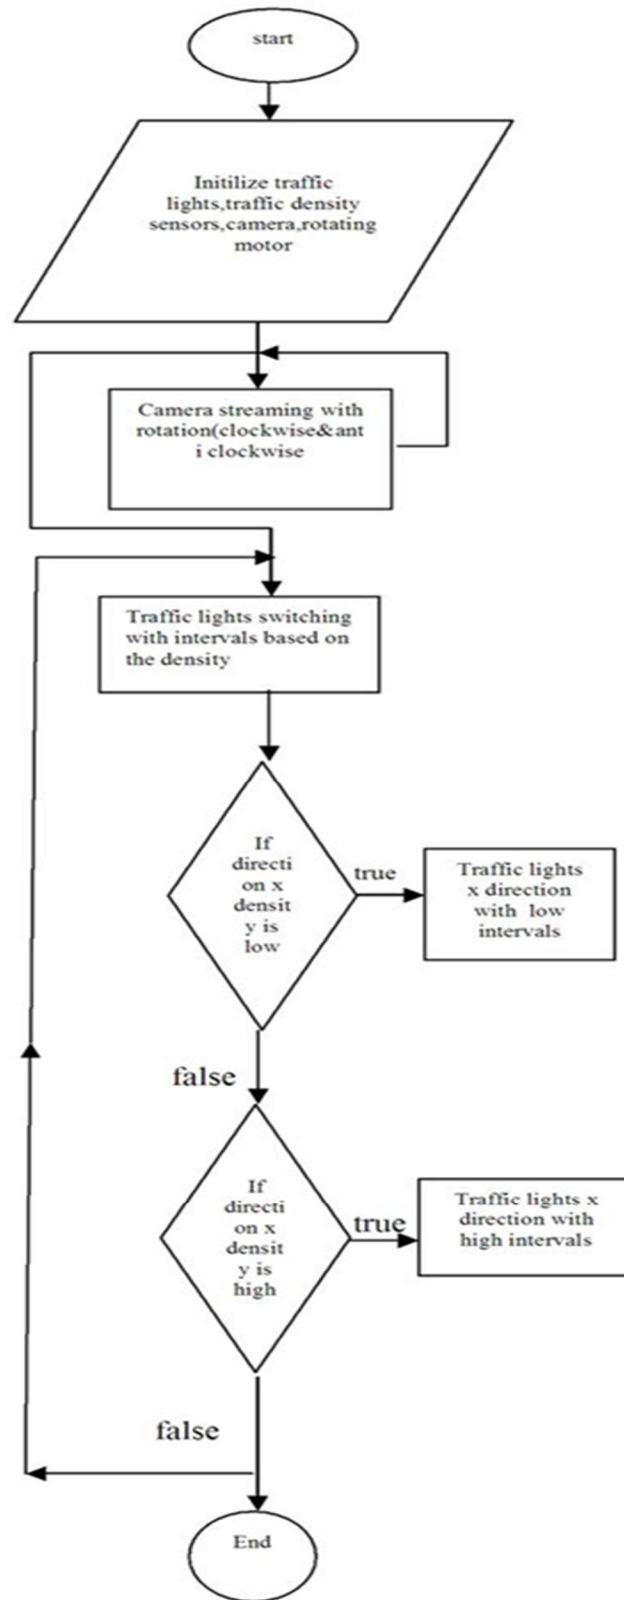 start
Initilize traffic
lights,traffic density
sensors,camera,rotating
motor
Camera streaming with
rotation(clockwise&ant
i clockwise
Traffic lights switching
with intervals based on
the density
If
directi
on x
densit
y is
low
true
Traffic lights
x direction
with low
intervals
false
If
directi
on x
densit
y is
high
true
Traffic lights x
direction with
high intervals
false
End